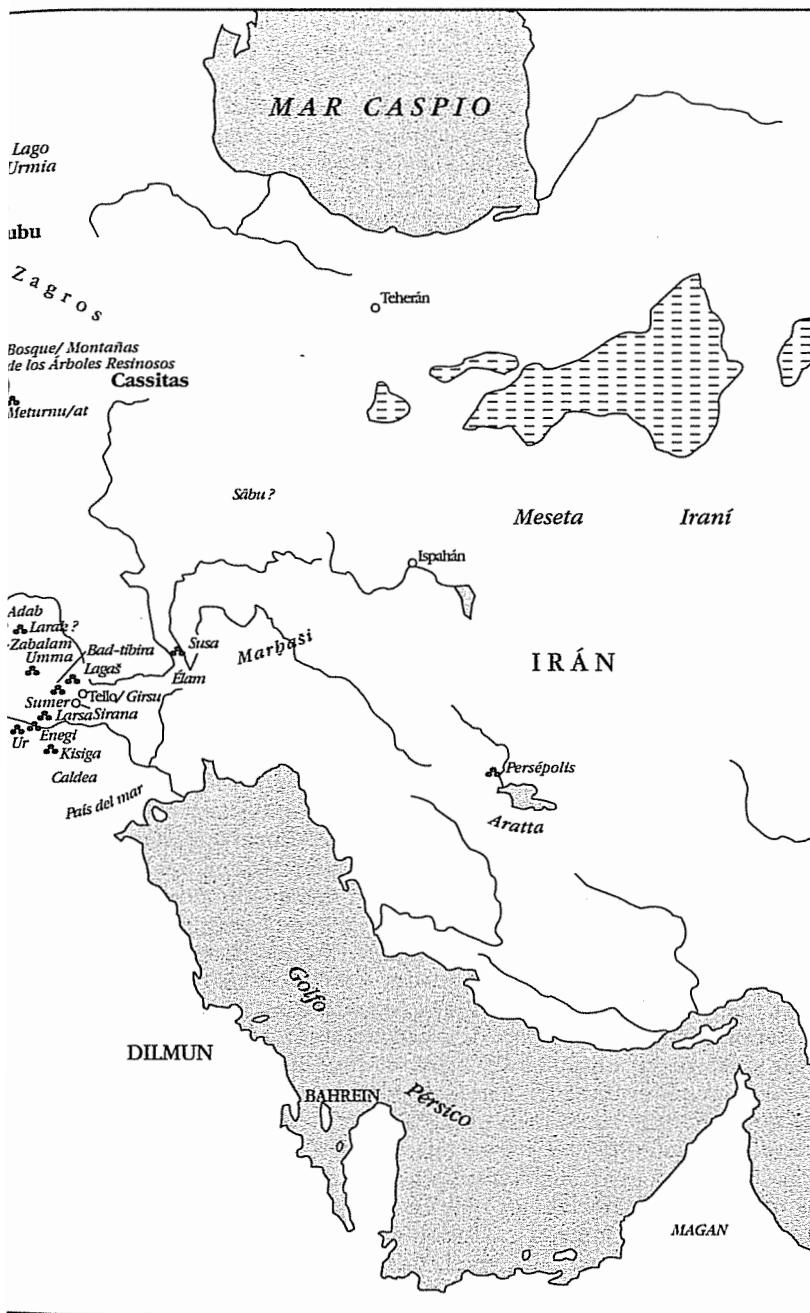 MAR CASPIO
Lago
Urmia
ubu
Zagros
Teherán
Bosque/ Montañas
de los Árboles Resinosos
Cassitas
Meturnu/at
Sābu ?
Meseta Iraní
Ispahán
Adab
Larak ?
Zabalam
Umma
Bad-tibira
Lagaš
Susa
Marḫasi
Élam
IRÁN
Tello/ Girsu
Sumer
Larsa
Sirana
Enegi
Ur
Kisiga
Caldea
País del mar
Persépolis
Aratta
Golfo
Pérsico
DILMUN
BAHREIN
MAGAN